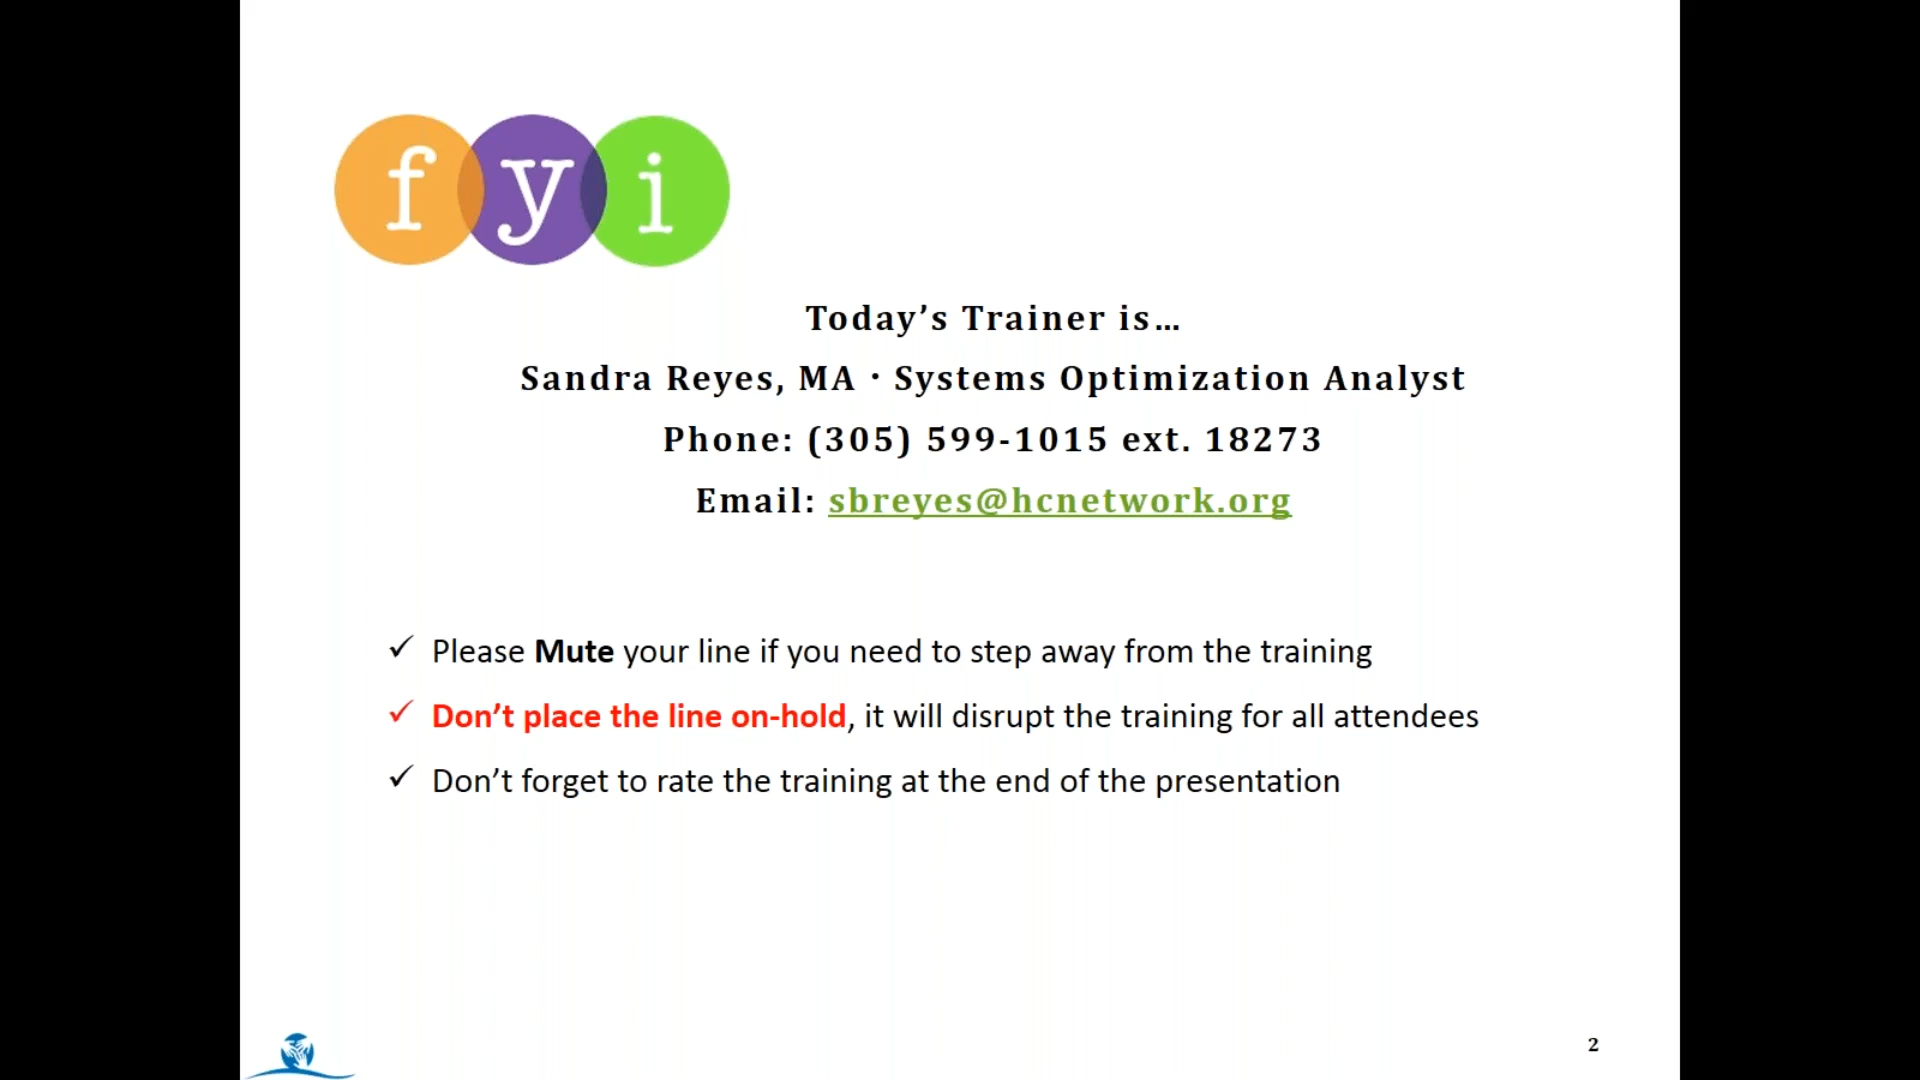 fyi
Today’s Trainer is…
Sandra Reyes, MA · Systems Optimization Analyst
Phone: (305) 599-1015 ext. 18273
Email: sbreyes@hcnetwork.org
✓ Please Mute your line if you need to step away from the training
✓ Don’t place the line on-hold, it will disrupt the training for all attendees
✓ Don’t forget to rate the training at the end of the presentation
2